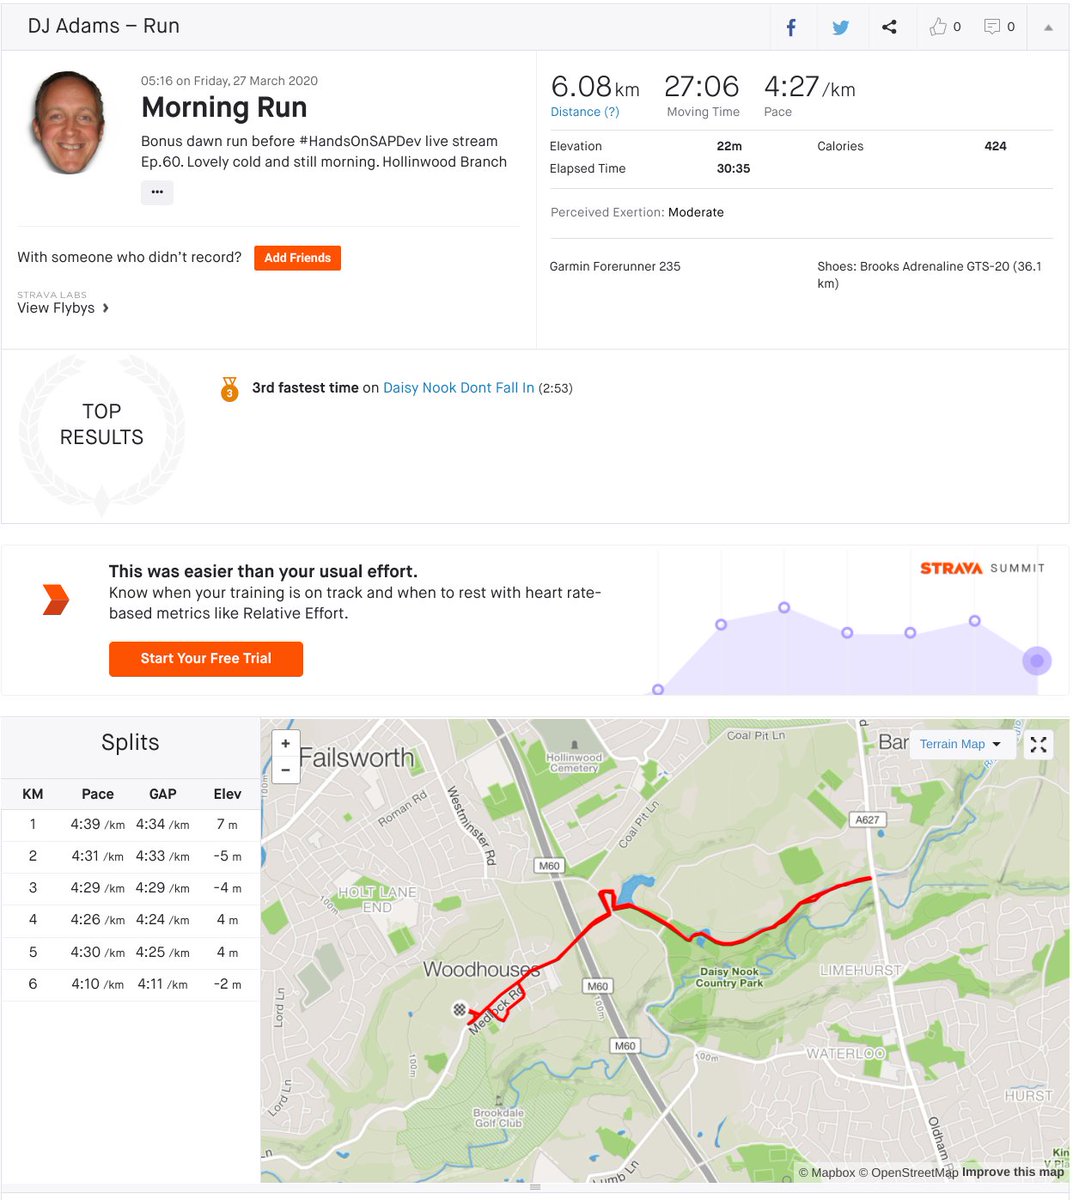 DJ Adams – Run
0
0
05:16 on Friday, 27 March 2020
Morning Run
Bonus dawn run before #HandsOnSAPDev live stream
Ep.60. Lovely cold and still morning. Hollinwood Branch
•••
With someone who didn't record? Add Friends
STRAVA LABS
View Flybys
6.08km 27:06 4:27/km
Distance (?) Moving Time Pace
Elevation 22m Calories 424
Elapsed Time 30:35
Perceived Exertion: Moderate
Garmin Forerunner 235 Shoes: Brooks Adrenaline GTS-20 (36.1
km)
TOP
RESULTS
3
3rd fastest time on Daisy Nook Dont Fall In (2:53)
This was easier than your usual effort.
Know when your training is on track and when to rest with heart rate-
based metrics like Relative Effort.
Start Your Free Trial
STRAVA SUMMIT
Splits
KM Pace GAP Elev
1 4:39 /km 4:34 /km 7 m
2 4:31 /km 4:33 /km -5 m
3 4:29 /km 4:29 /km -4 m
4 4:26 /km 4:24 /km 4 m
5 4:30 /km 4:25 /km 4 m
6 4:10 /km 4:11 /km -2 m
+
−
Failsworth
Hollinwood
Cemetery
Coal Pit Ln
Bar
Terrain Map
100m
Roman Rd
Westminster Rd
Coal Pit Ln
A627
M60
HOLT LANE
END
100m
Woodhouses
Medlock Rd
M60
100m
Daisy Nook
Country Park
LIMEHURST
Lord Ln
M60
100m
WATERLOO
100m
Lord Ln
Brookdale
Golf Club
HURST
Oldham R
Lumb Ln
Kin
© Mapbox © OpenStreetMap Improve this map